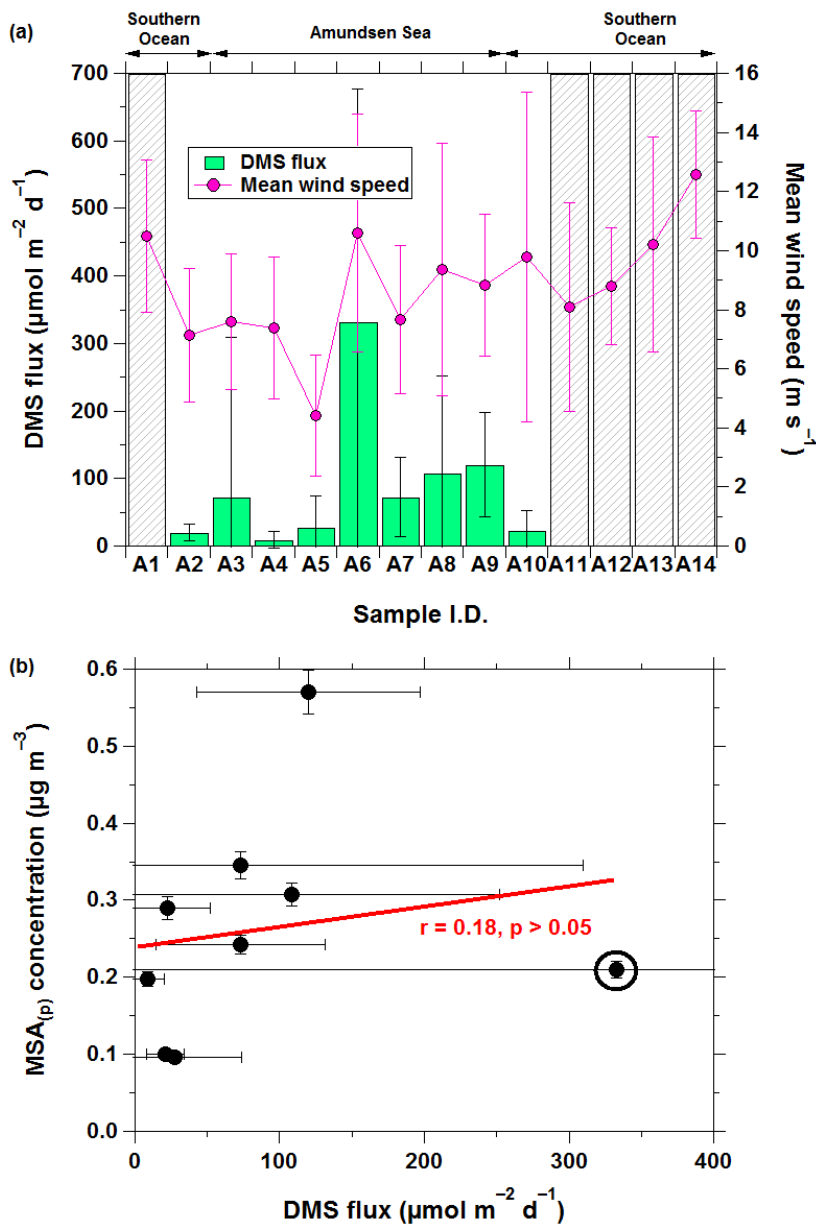 (a)
Southern
Ocean
Amundsen Sea
Southern
Ocean
700
600
500
400
300
200
100
0
DMS flux (µmol m⁻² d⁻¹)
DMS flux
Mean wind speed
16
14
12
10
8
6
4
2
0
Mean wind speed (m s⁻¹)
A1 A2 A3 A4 A5 A6 A7 A8 A9 A10 A11 A12 A13 A14
Sample I.D.
(b)
0.6
0.5
0.4
0.3
0.2
0.1
0.0
MSA₍ₚ₎ concentration (µg m⁻³)
r = 0.18, p > 0.05
0 100 200 300 400
DMS flux (µmol m⁻² d⁻¹)